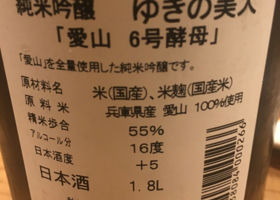 純米吟醸 ゆきの美人
「愛山 6号酵母」
「愛山」を全量使用した純米吟醸です。
原材料名 米(国産)、米麹(国産米)
原料米 兵庫県産 愛山 100%使用
精米歩合 55%
アルコール分 16度
日本酒度 +5
日本酒 1.8L